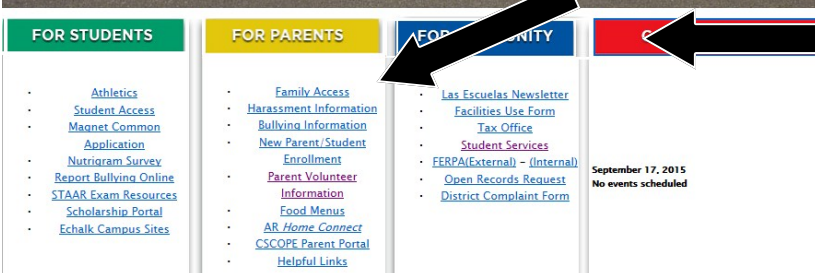 FOR STUDENTS
Athletics
Student Access
Magnet Common
Application
Nutrigram Survey
Report Bullying Online
STAAR Exam Resources
Scholarship Portal
Echalk Campus Sites
FOR PARENTS
Family Access
Harassment Information
Bullying Information
New Parent/Student
Enrollment
Parent Volunteer
Information
Food Menus
AR Home Connect
CSCOPE Parent Portal
Helpful Links
Las Escuelas Newsletter
Facilities Use Form
Tax Office
Student Services
FERPA(External) – (Internal)
Open Records Request
District Complaint Form
September 17, 2015
No events scheduled